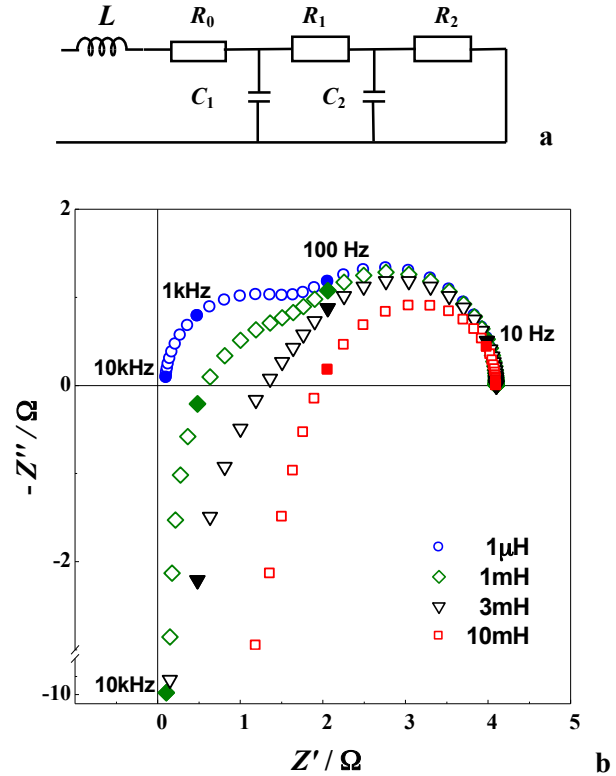 L R₀ R₁ R₂
C₁ C₂
a
2
100 Hz
1kHz
10kHz
10 Hz
0
- Z'' / Ω
1μH
1mH
-2
3mH
10mH
10kHz
-10
0 1 2 3 4 5
Z' / Ω
b